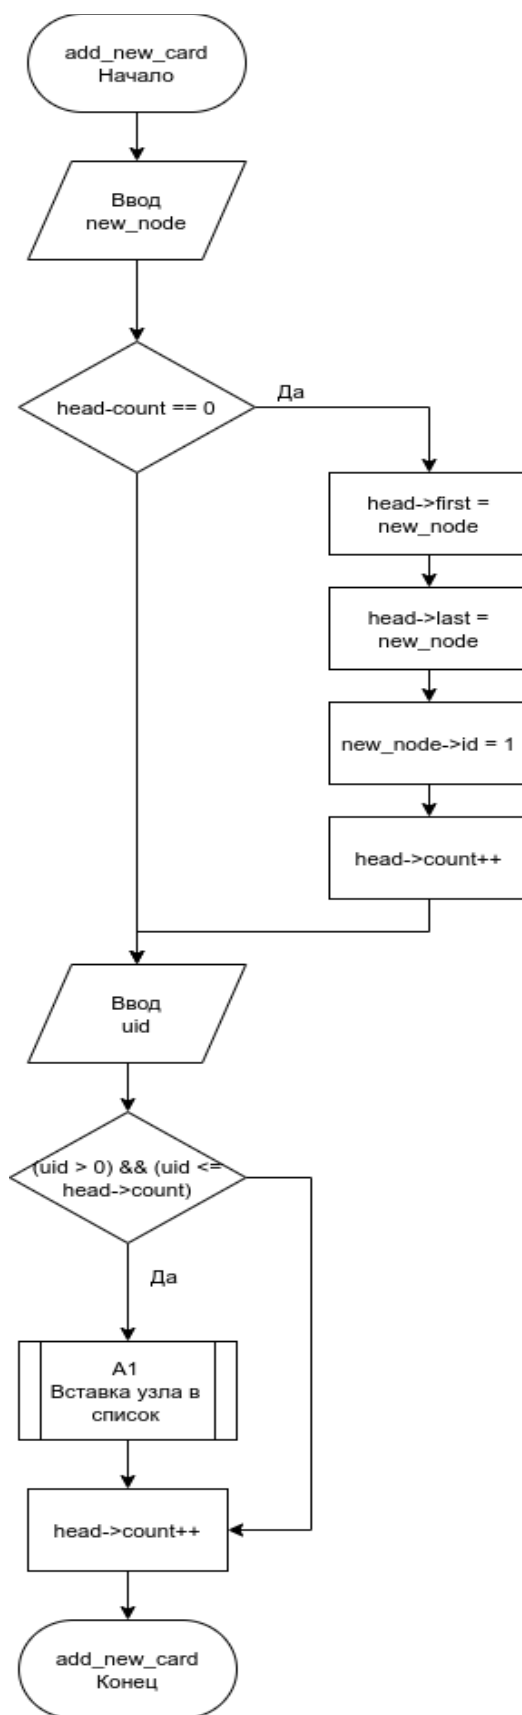 add_new_card
Начало
Ввод
new_node
head-count == 0
Да
head->first =
new_node
head->last =
new_node
new_node->id = 1
head->count++
Ввод
uid
(uid > 0) && (uid <=
head->count)
Да
A1
Вставка узла в
список
head->count++
add_new_card
Конец